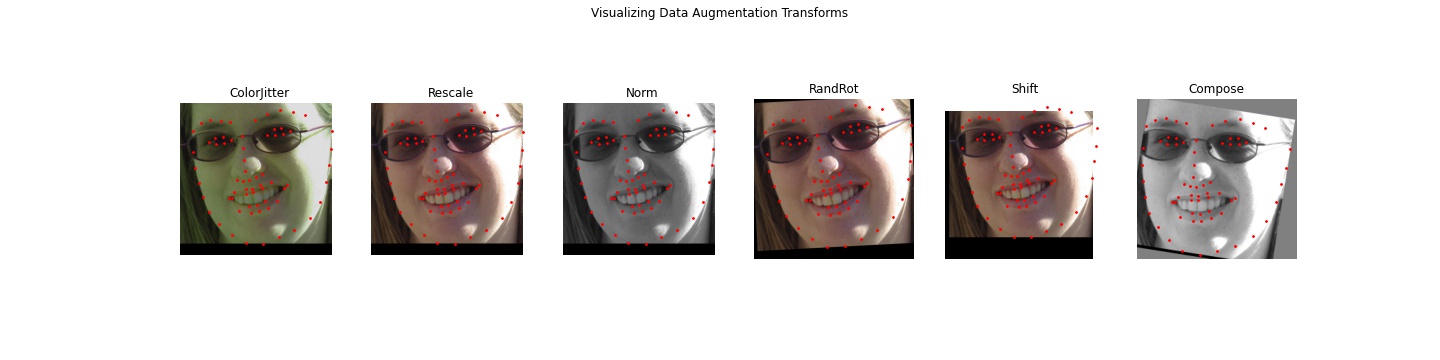 Visualizing Data Augmentation Transforms
ColorJitter
Rescale
Norm
RandRot
Shift
Compose